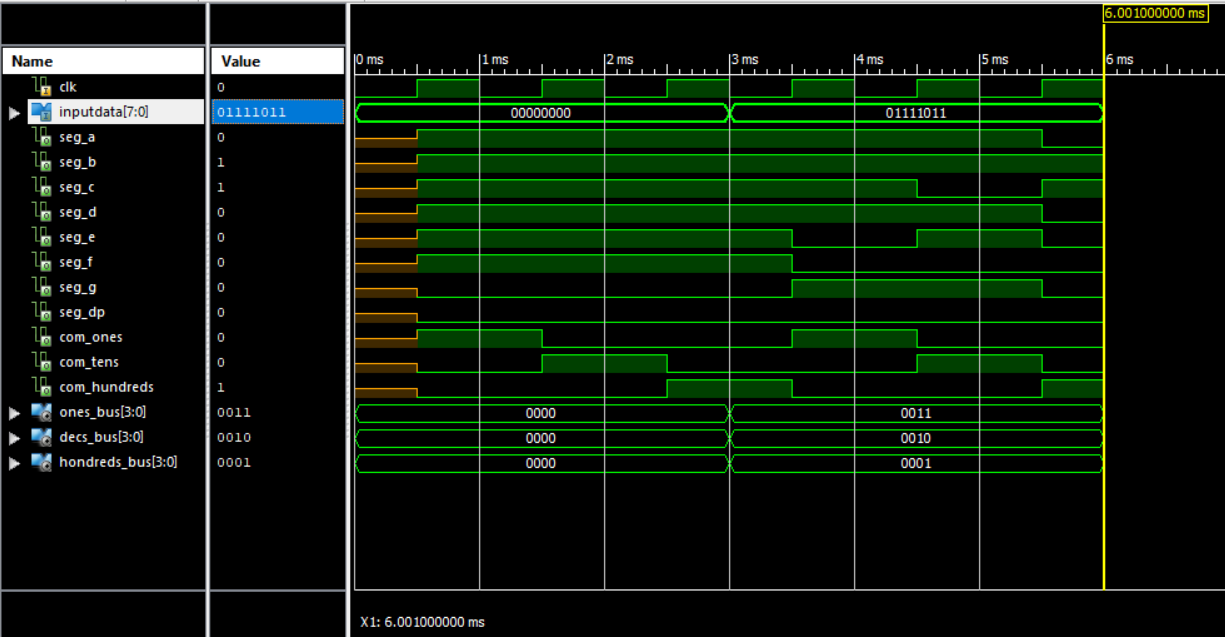 6.001000000 ms
Name Value 0 ms 1 ms 2 ms 3 ms 4 ms 5 ms 6 ms
clk 0
inputdata[7:0] 01111011 00000000 01111011
seg_a 0
seg_b 1
seg_c 1
seg_d 0
seg_e 0
seg_f 0
seg_g 0
seg_dp 0
com_ones 0
com_tens 0
com_hundreds 1
ones_bus[3:0] 0011 0000 0011
decs_bus[3:0] 0010 0000 0010
hondreds_bus[3:0] 0001 0000 0001
X1: 6.001000000 ms